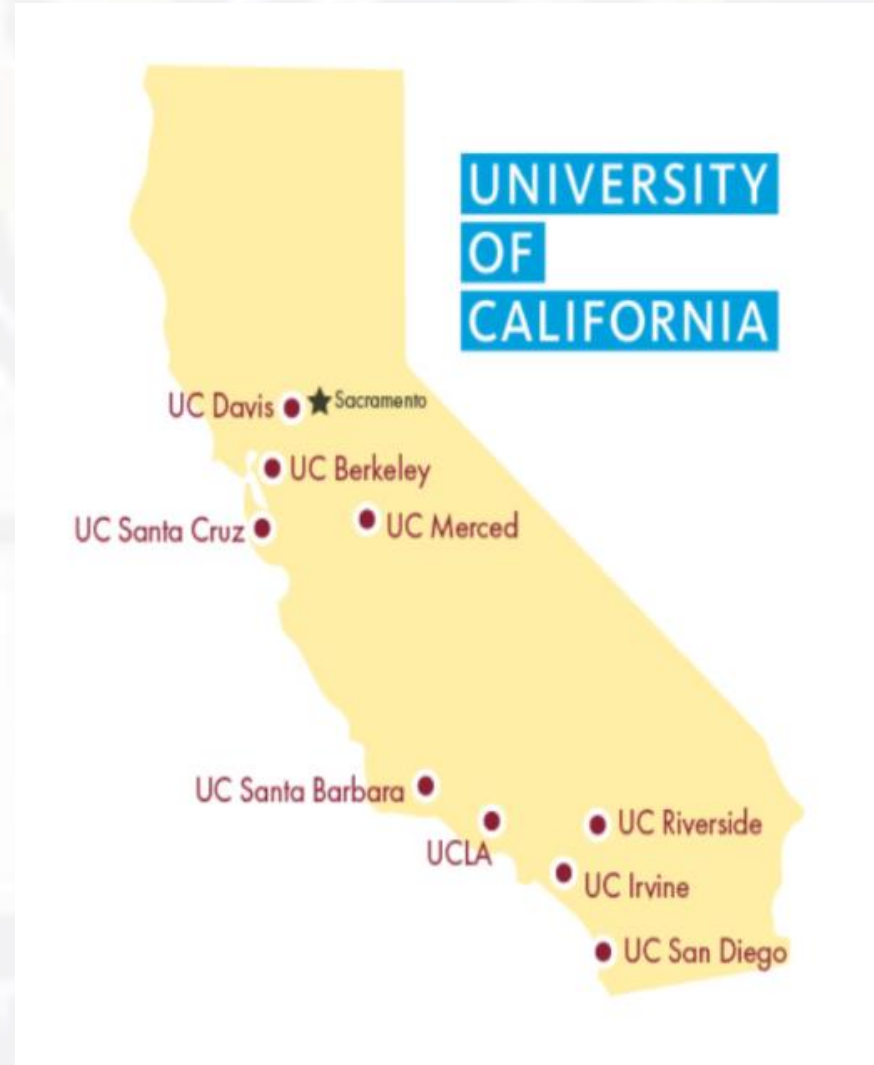 UNIVERSITY
OF
CALIFORNIA
UC Davis
Sacramento
UC Berkeley
UC Santa Cruz
UC Merced
UC Santa Barbara
UCLA
UC Riverside
UC Irvine
UC San Diego